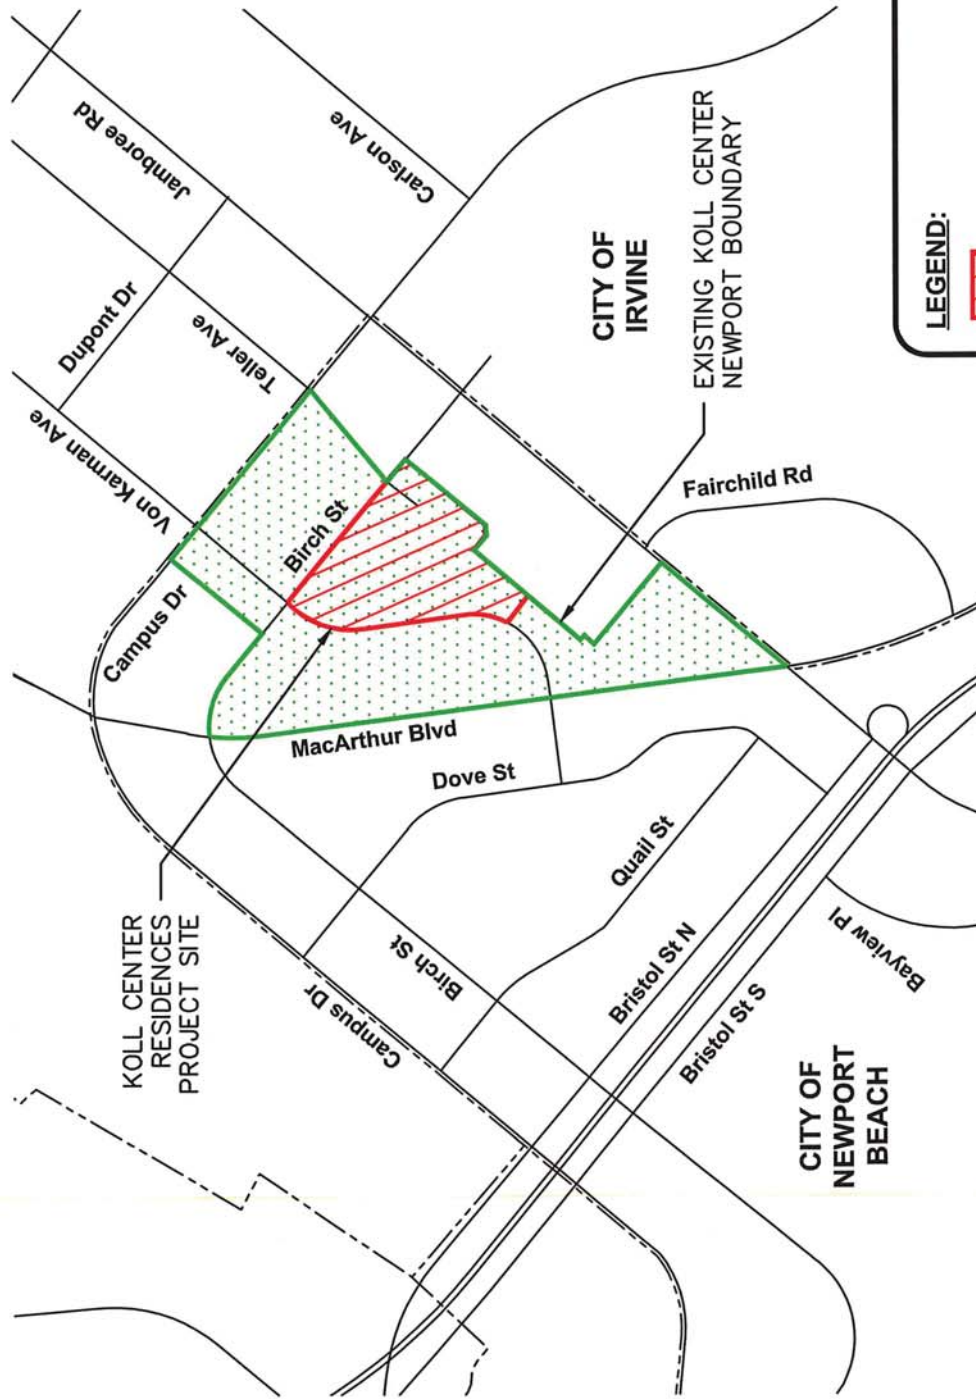 Jamboree Rd
Carlson Ave
Dupont Dr
Teller Ave
Von Karman Ave
CITY OF
IRVINE
EXISTING KOLL CENTER
NEWPORT BOUNDARY
LEGEND:
Birch St
Campus Dr
Fairchild Rd
MacArthur Blvd
Dove St
Quail St
KOLL CENTER
RESIDENCES
PROJECT SITE
Birch St
Campus Dr
Bristol St N
Bristol St S
Bayview Pl
CITY OF
NEWPORT
BEACH